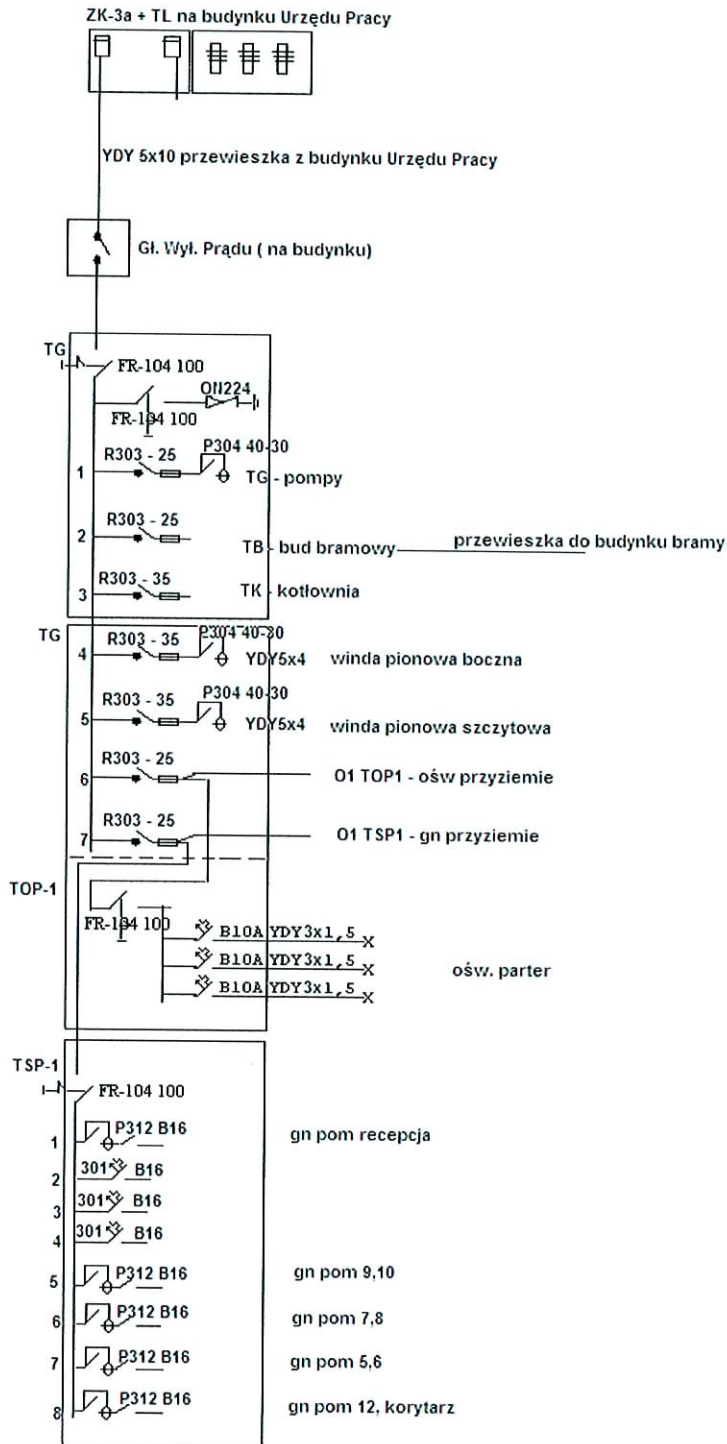 ZK-3a + TL na budynku Urzędu Pracy
YDY 5x10 przewieszka z budynku Urzędu Pracy
Gł. Wył. Prądu ( na budynku)
TG
FR-104 100
ON224
FR-104 100
P304 40-30
R303 - 25
1
TG - pompy
R303 - 25
2
TB - bud bramowy
przewieszka do budynku bramy
R303 - 35
3
TK - kotłownia
TG
R303 - 35
P304 40-30
4
YDY5x4
winda pionowa boczna
R303 - 35
P304 40-30
5
YDY5x4
winda pionowa szczytowa
R303 - 25
6
O1 TOP1 - ośw przyziemie
R303 - 25
7
O1 TSP1 - gn przyziemie
TOP-1
FR-104 100
B10A YDY3x1,5 X
B10A YDY3x1,5 X
ośw. parter
B10A YDY3x1,5 X
TSP-1
FR-104 100
1 P312 B16
gn pom recepcja
2 301 B16
3 301 B16
4 301 B16
5 P312 B16
gn pom 9,10
6 P312 B16
gn pom 7,8
7 P312 B16
gn pom 5,6
8 P312 B16
gn pom 12, korytarz